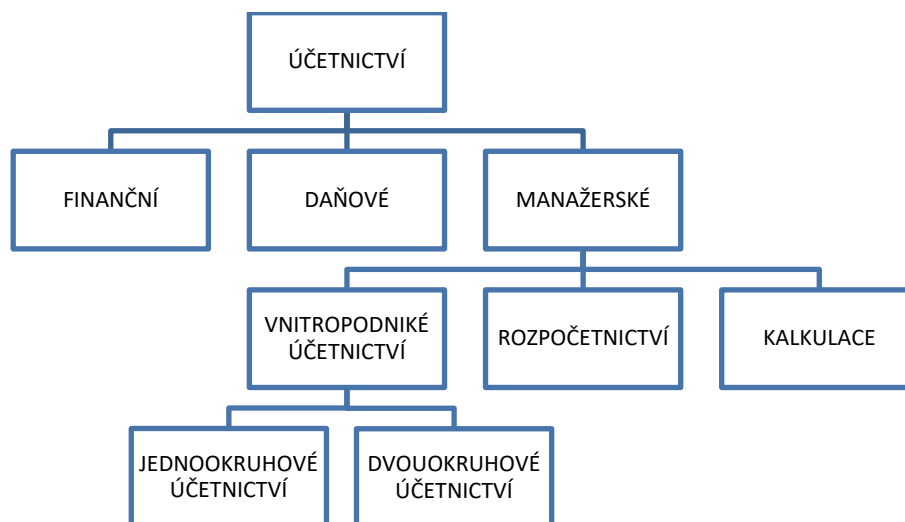 ÚČETNICTVÍ
FINANČNÍ
DAŇOVÉ
MANAŽERSKÉ
VNITROPODNIKÉ
ÚČETNICTVÍ
ROZPOČETNICTVÍ
KALKULACE
JEDNOOKRUHOVÉ
ÚČETNICTVÍ
DVOUOKRUHOVÉ
ÚČETNICTVÍ